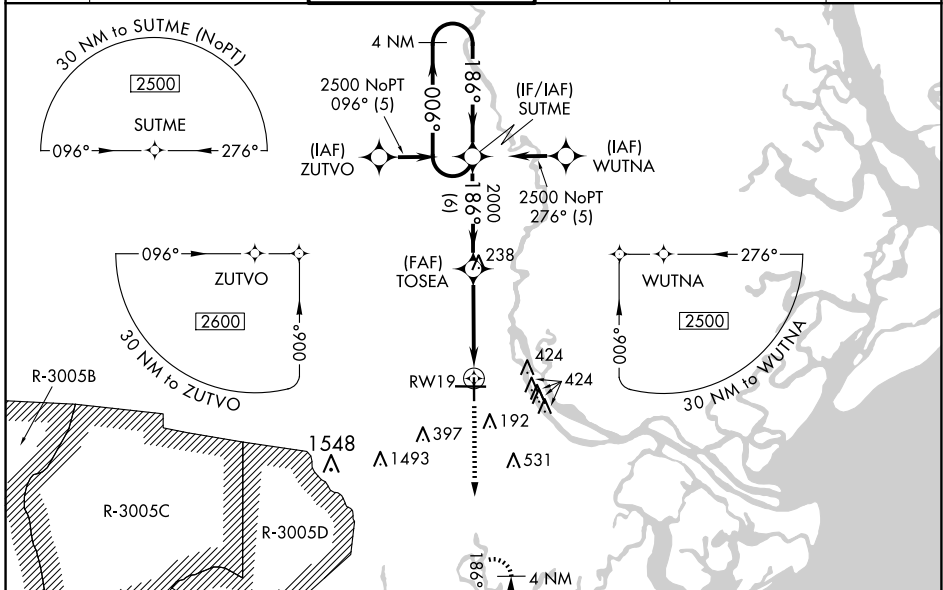 30 NM to SUTME (NoPT)
2500
SUTME
096°
276°
4 NM
006°
186°
2500 NoPT
096° (5)
(IF/IAF)
SUTME
(IAF)
ZUTVO
(IAF)
WUTNA
2500 NoPT
276° (5)
2000
186°
(6)
(FAF)
TOSEA
238
096°
ZUTVO
2600
006°
30 NM to ZUTVO
276°
WUTNA
2500
006°
30 NM to WUTNA
R-3005B
RW19
424
424
192
397
1548
1493
531
R-3005C
R-3005D
186°
4 NM